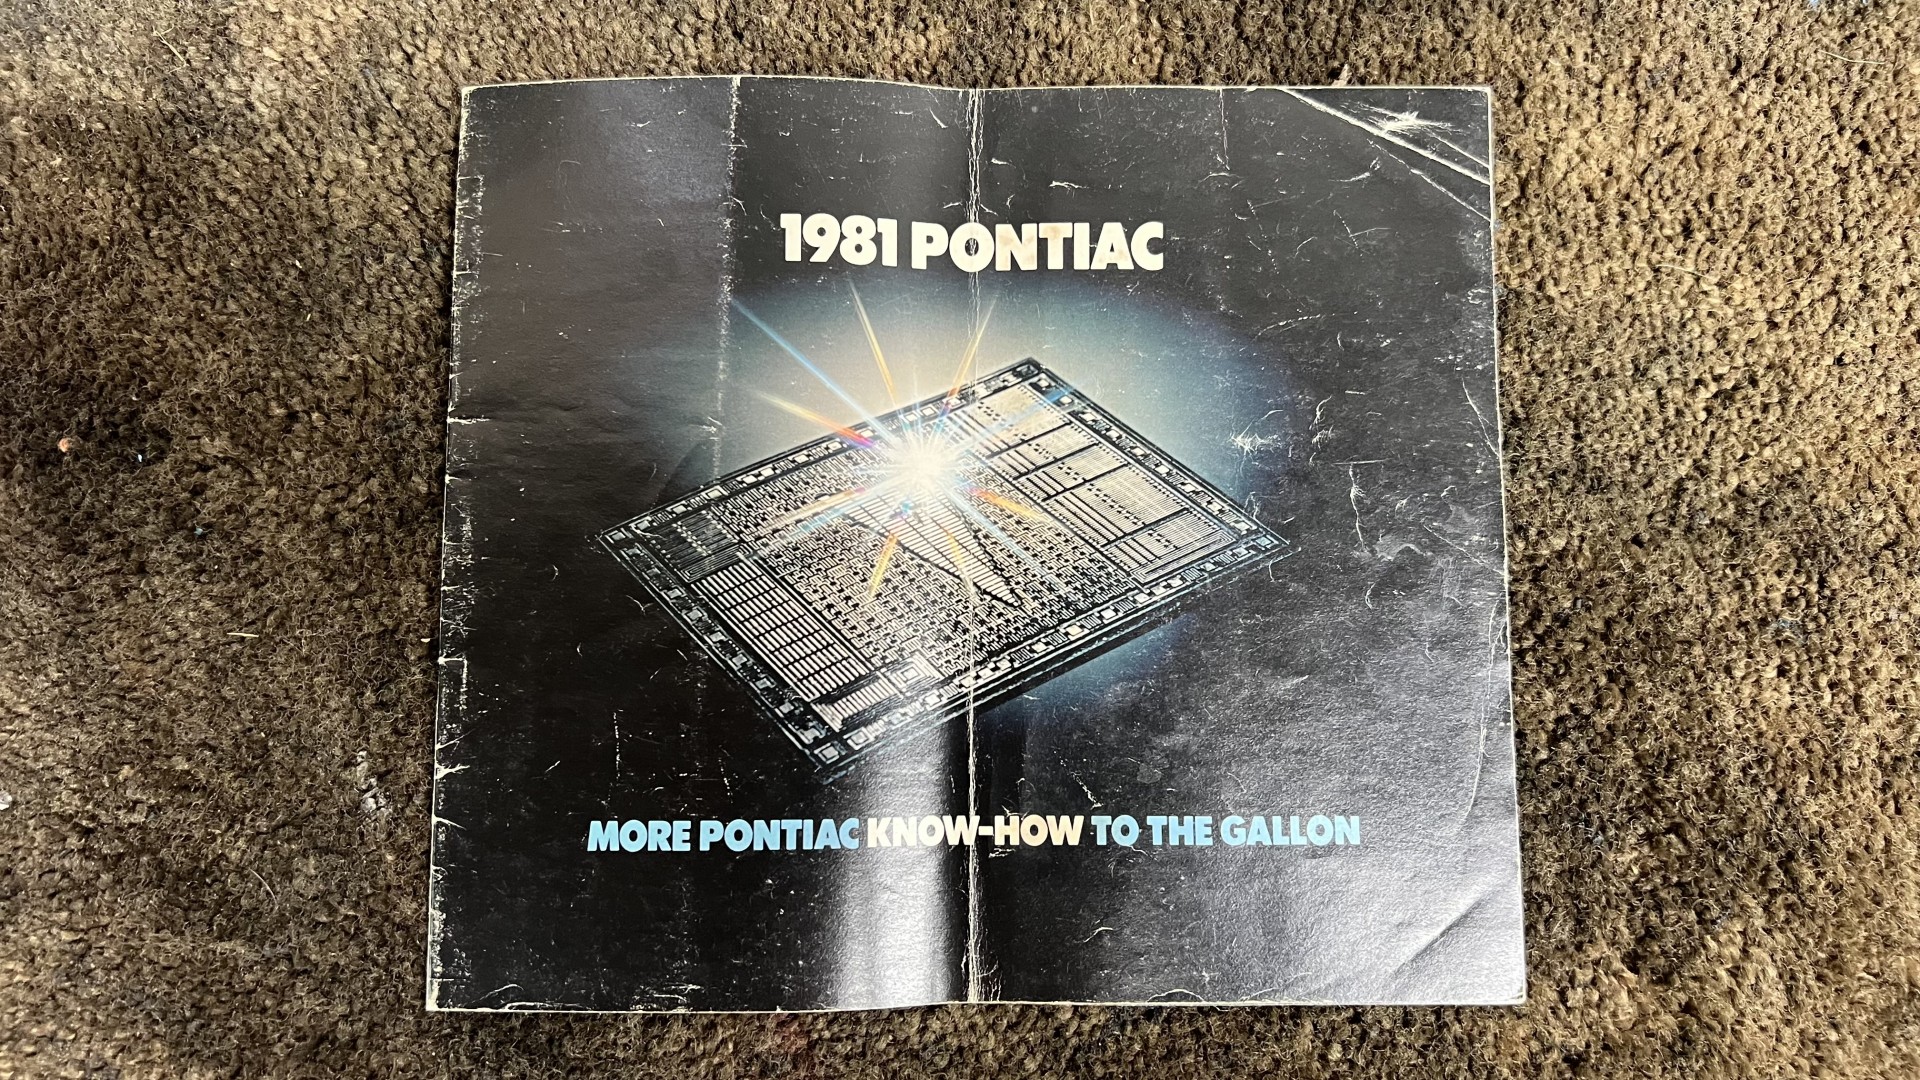 1981 PONTIAC
MORE PONTIAC KNOW-HOW TO THE GALLON